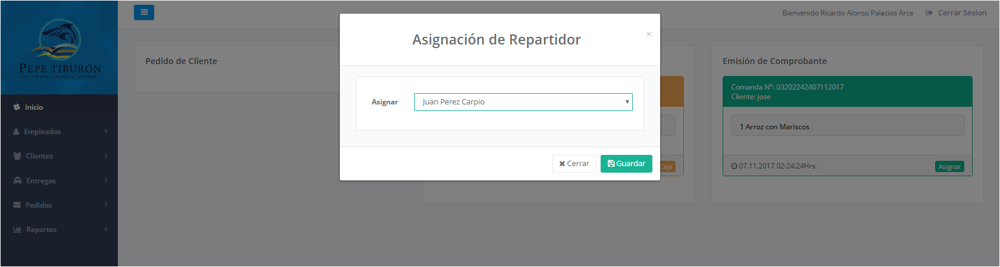 Bienvenido Ricardo Alonso Palacios Arce
Cerrar Sesion
PEPE TIBURÓN
Inicio
Empleados
Clientes
Entregas
Pedidos
Reportes
Pedido de Cliente
Asignación de Repartidor
×
Asignar
Juan Perez Carpio
Cerrar
Guardar
Caja
Emisión de Comprobante
Comanda N°: 03202242407112017
Cliente: jose
1 Arroz con Mariscos
07.11.2017 02:24:24Hrs.
Asignar